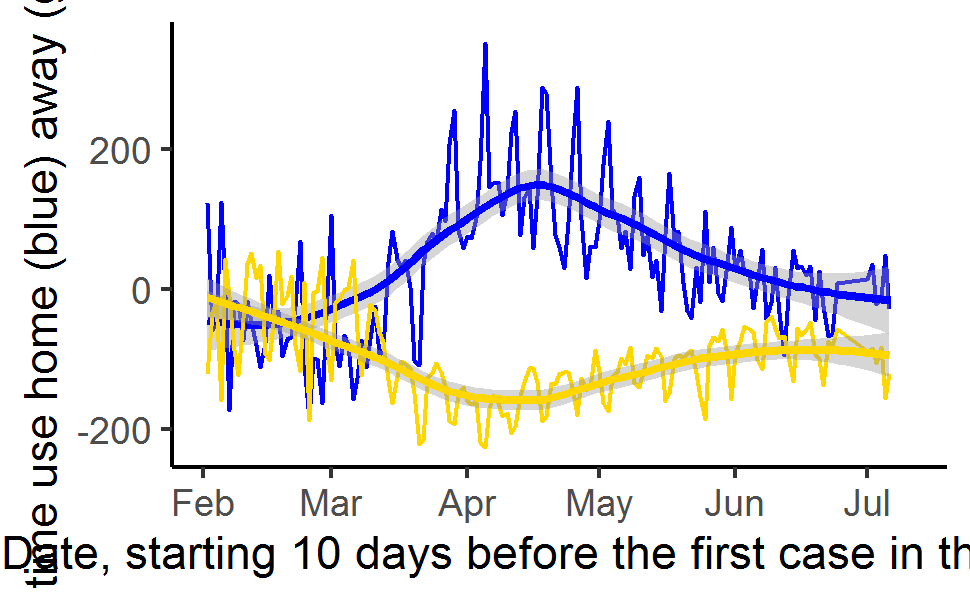 time use home (blue) away (g
200
0
-200
Feb Mar Apr May Jun Jul
Date, starting 10 days before the first case in th